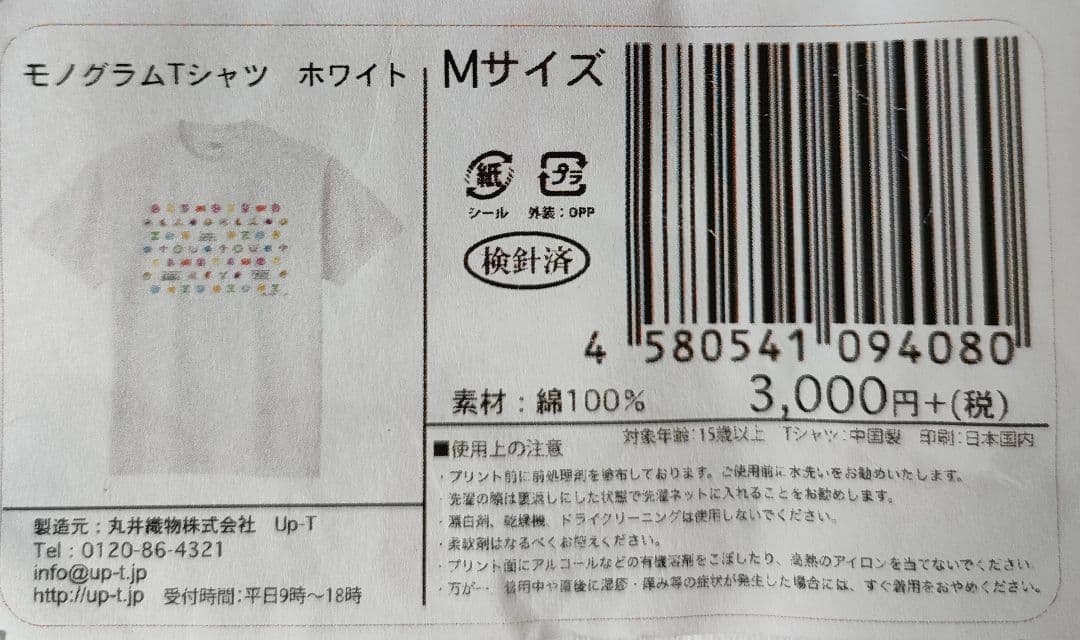 モノグラムTシャツ ホワイト
Mサイズ
紙
プラ
シール 外装:OPP
検針済
4 580541 094080
素材:綿100%
3,000円+(税)
対象年齢:15歳以上 Tシャツ:中国製 印刷:日本国内
■使用上の注意
・プリント前に前処理剤を塗布しております。ご使用前に水洗いをお勧めいたします。
・洗濯の際は裏返しにした状態で洗濯ネットに入れることをお勧めします。
・漂白剤、乾燥機、ドライクリーニングは使用しないでください。
・柔軟剤はなるべくお控えください。
・プリント面にアルコールなどの有機溶剤をこぼしたり、高熱のアイロンを当てないでください。
・万が一、着用中や直後に湿疹・痒み等の症状が発生した場合には、すぐ着用をおやめください。
製造元:丸井織物株式会社 Up-T
Tel:0120-86-4321
info@up-t.jp
http://up-t.jp 受付時間:平日9時～18時